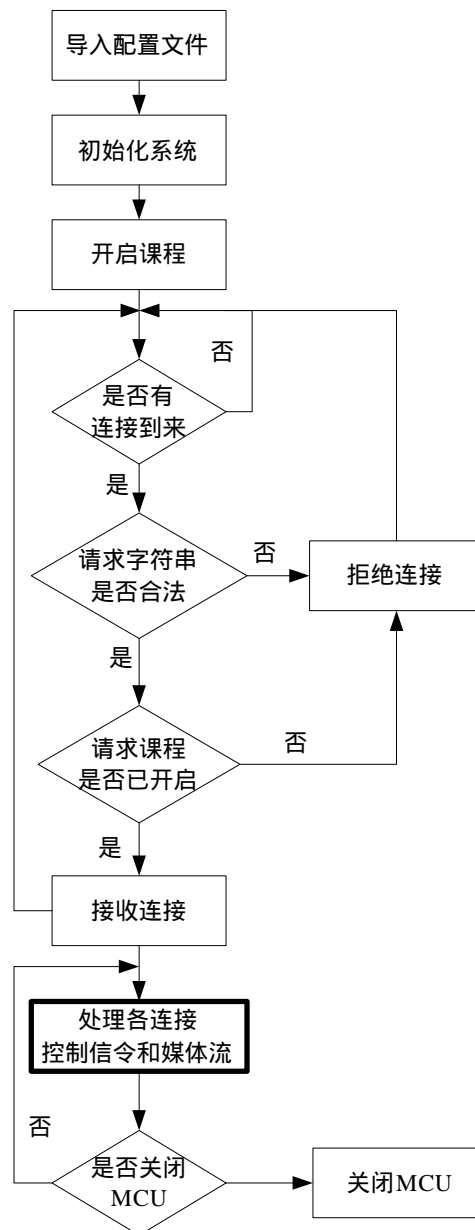 导入配置文件
初始化系统
开启课程
否
是否有
连接到来
是
请求字符串
是否合法
否
拒绝连接
是
请求课程
是否已开启
否
是
接收连接
处理各连接
控制信令和媒体流
否
是否关闭
MCU
关闭MCU